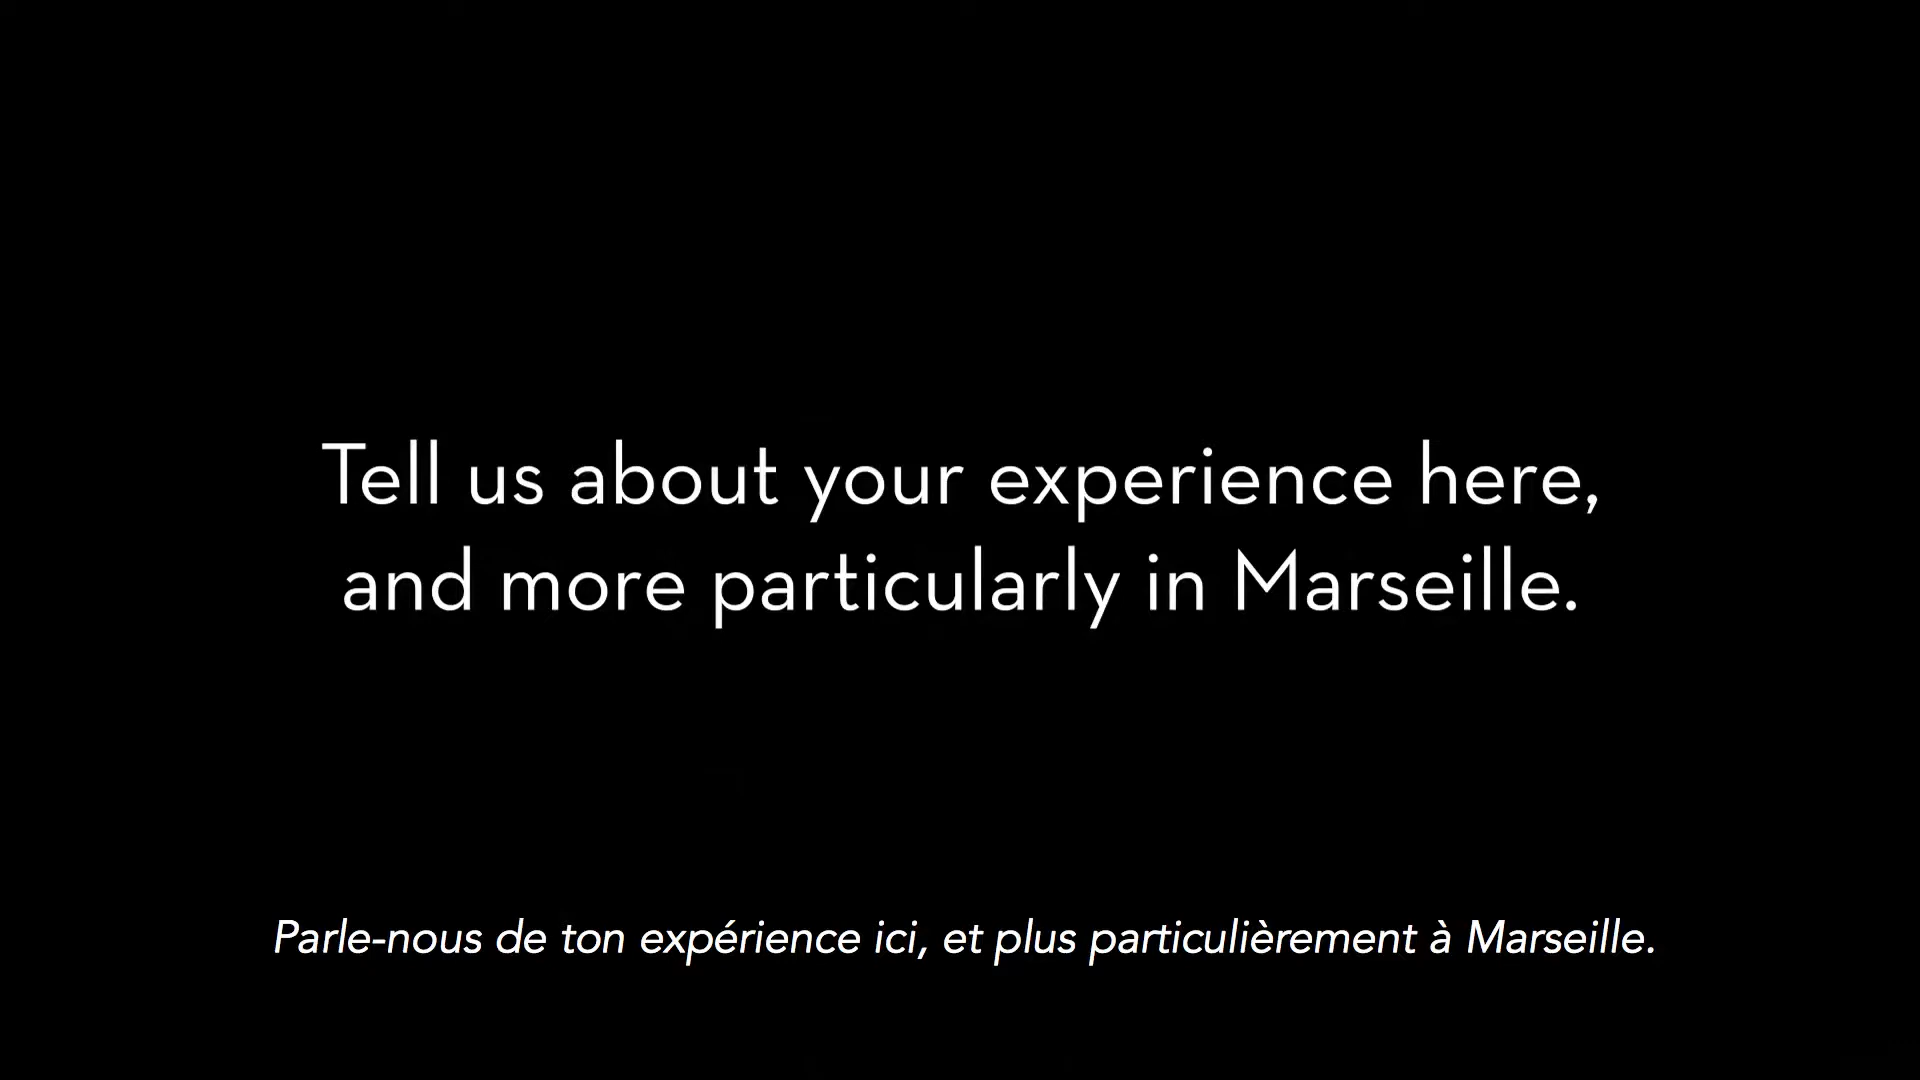 Tell us about your experience here,
and more particularly in Marseille.
Parle-nous de ton expérience ici, et plus particulièrement à Marseille.